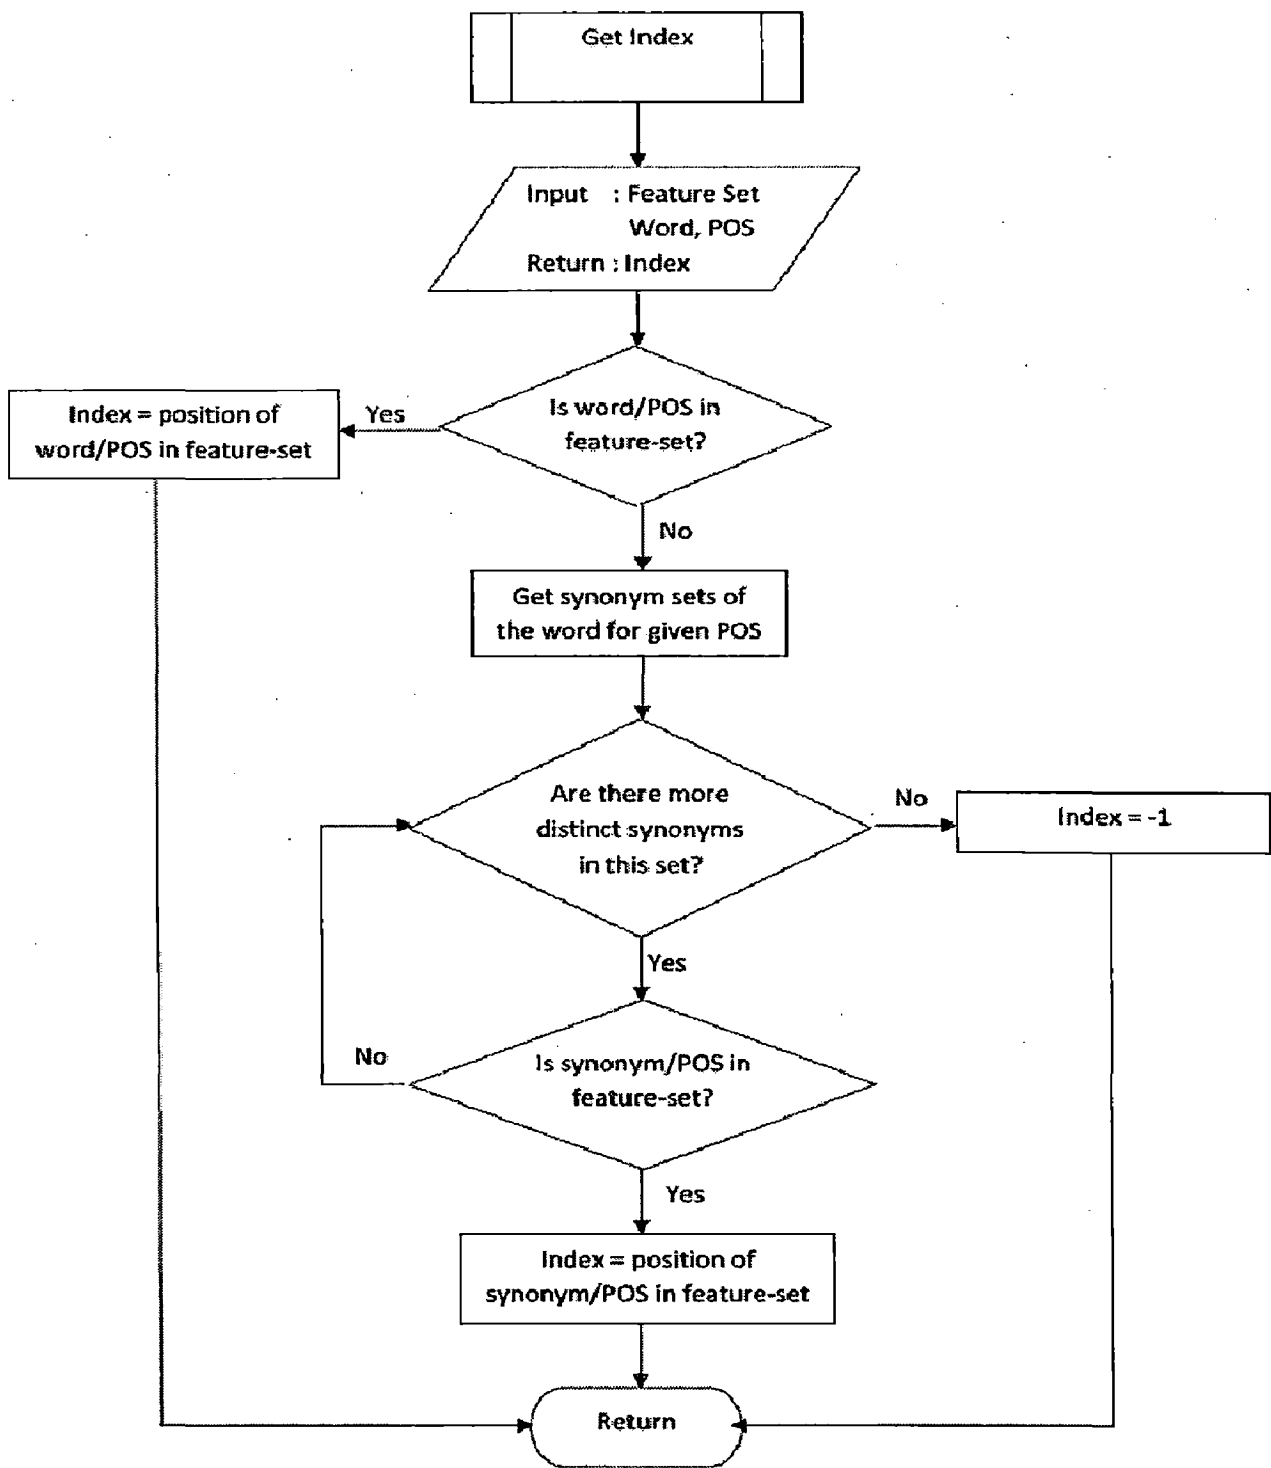 Get Index
Input : Feature Set
Word, POS
Return : Index
Is word/POS in
feature-set?
Yes
Index = position of
word/POS in feature-set
No
Get synonym sets of
the word for given POS
Are there more
distinct synonyms
in this set?
No
Index = -1
Yes
Is synonym/POS in
feature-set?
No
Yes
Index = position of
synonym/POS in feature-set
Return